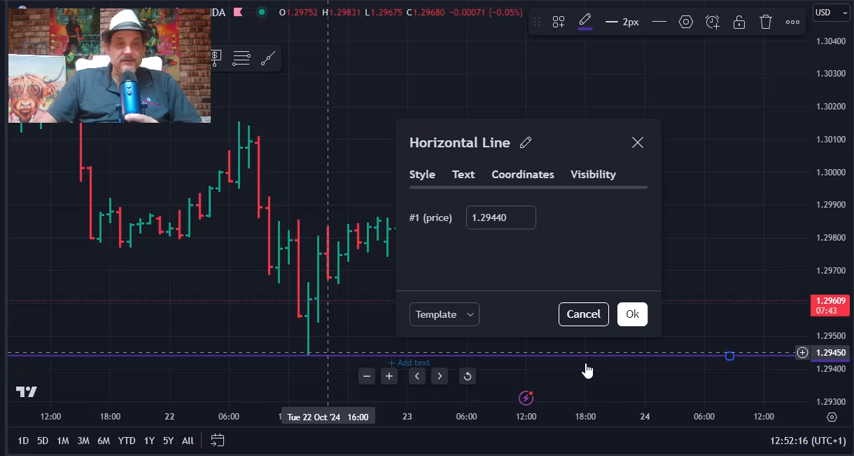 DA O1.29752 H1.29831 L1.29675 C1.29680 -0.00071 (-0.05%)
2px
USD
1.30400
1.30300
1.30200
1.30100
1.30000
1.29900
1.29800
1.29700
1.29609
07:43
1.29500
1.29450
1.29400
1.29300
Horizontal Line
Style Text Coordinates Visibility
#1 (price) 1.29440
Template Cancel Ok
+ Add text
12:00 18:00 22 06:00 1 Tue 22 Oct '24 16:00 23 06:00 12:00 18:00 24 06:00 12:00
1D 5D 1M 3M 6M YTD 1Y 5Y All 12:52:16 (UTC+1)